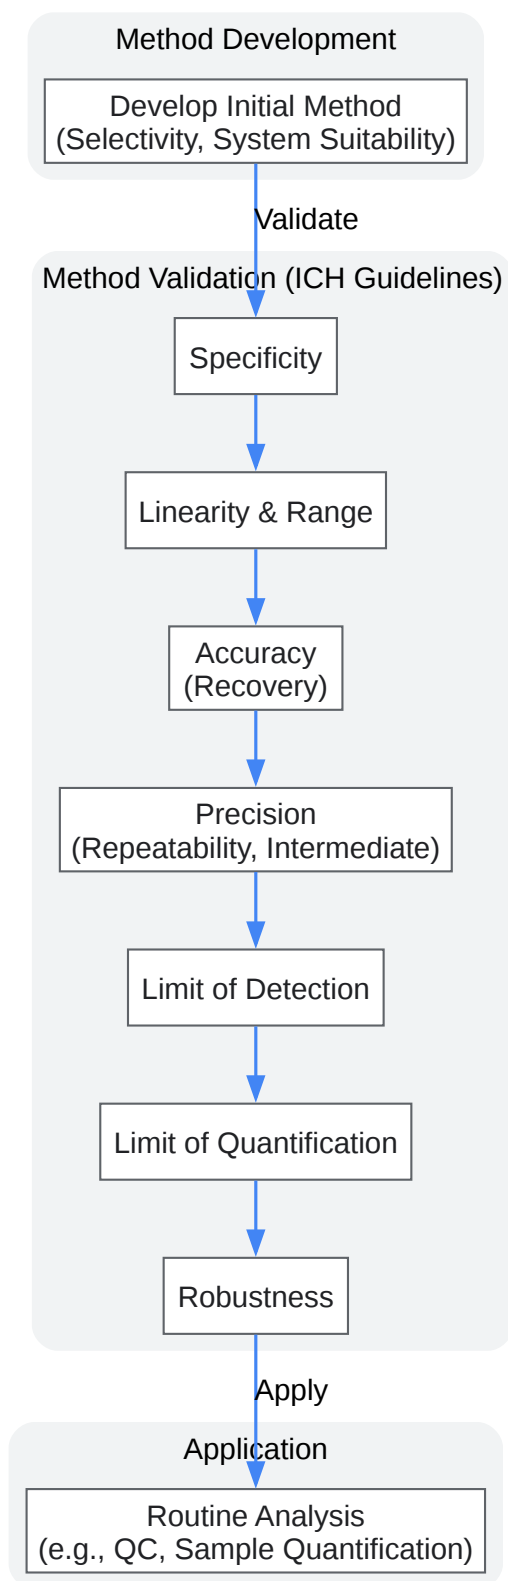 Method Development
Develop Initial Method
(Selectivity, System Suitability)
Validate
Method Validation (ICH Guidelines)
Specificity
Linearity & Range
Accuracy
(Recovery)
Precision
(Repeatability, Intermediate)
Limit of Detection
Limit of Quantification
Robustness
Apply
Application
Routine Analysis
(e.g., QC, Sample Quantification)